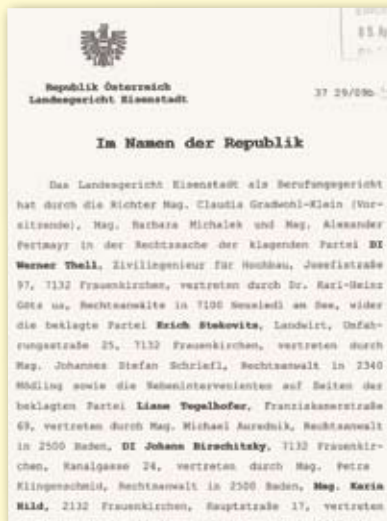 05. A
Republik Österreich
Landesgericht Eisenstadt
37 29/09b
Im Namen der Republik
Das Landesgericht Eisenstadt als Berufungsgericht
hat durch die Richter Mag. Claudia Gradwohl-Klein (Vor-
sitzende), Mag. Barbara Michalek und Mag. Alexander
Fertmayr in der Rechtssache der klagenden Partei DI
Werner Thell, Zivilingenieur für Hochbau, Josefistraße
97, 7132 Frauenkirchen, vertreten durch Dr. Karl-Heinz
Götz ua, Rechtsanwälte in 7100 Neusiedl am See, wider
die beklagte Partei Erich Stekovits, Landwirt, Umfah-
rungsstraße 25, 7132 Frauenkirchen, vertreten durch
Mag. Johannes Stefan Schriefl, Rechtsanwalt in 2340
Mödling sowie die Nebenintervenienten auf Seiten der
beklagten Partei Liane Tegelhofer, Franziskanerstraße
69, vertreten durch Mag. Michael Aurednik, Rechtsanwalt
in 2500 Baden, DI Johann Birschitzky, 7132 Frauenkir-
chen, Kanalgasse 24, vertreten durch Mag. Petra
Klingenschmid, Rechtsanwalt in 2500 Baden, Mag. Karin
Hild, 2132 Frauenkirchen, Hauptstraße 17, vertreten